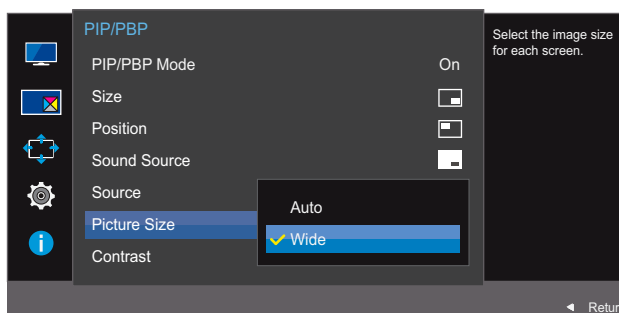 PIP/PBP
PIP/PBP Mode On
Size
Position
Sound Source
Source
Picture Size
Contrast
Auto
Wide
Select the image size
for each screen.